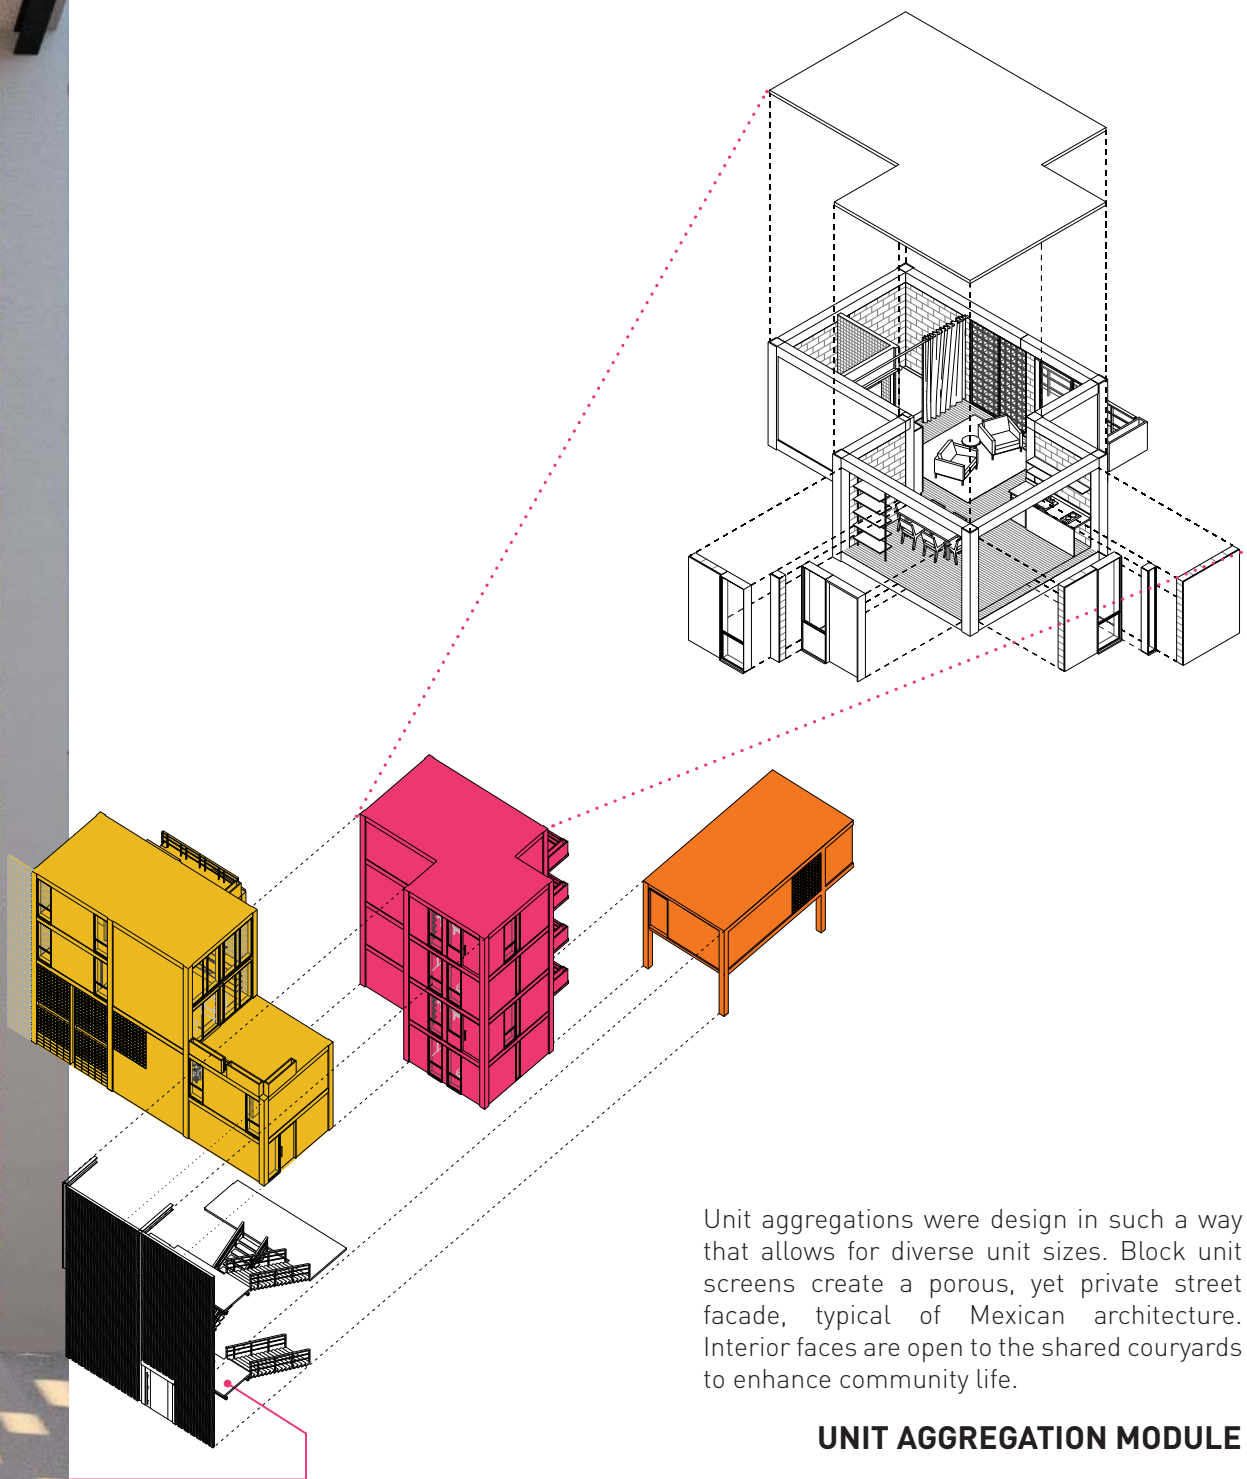 Unit aggregations were design in such a way
that allows for diverse unit sizes. Block unit
screens create a porous, yet private street
facade, typical of Mexican architecture.
Interior faces are open to the shared couryards
to enhance community life.
UNIT AGGREGATION MODULE